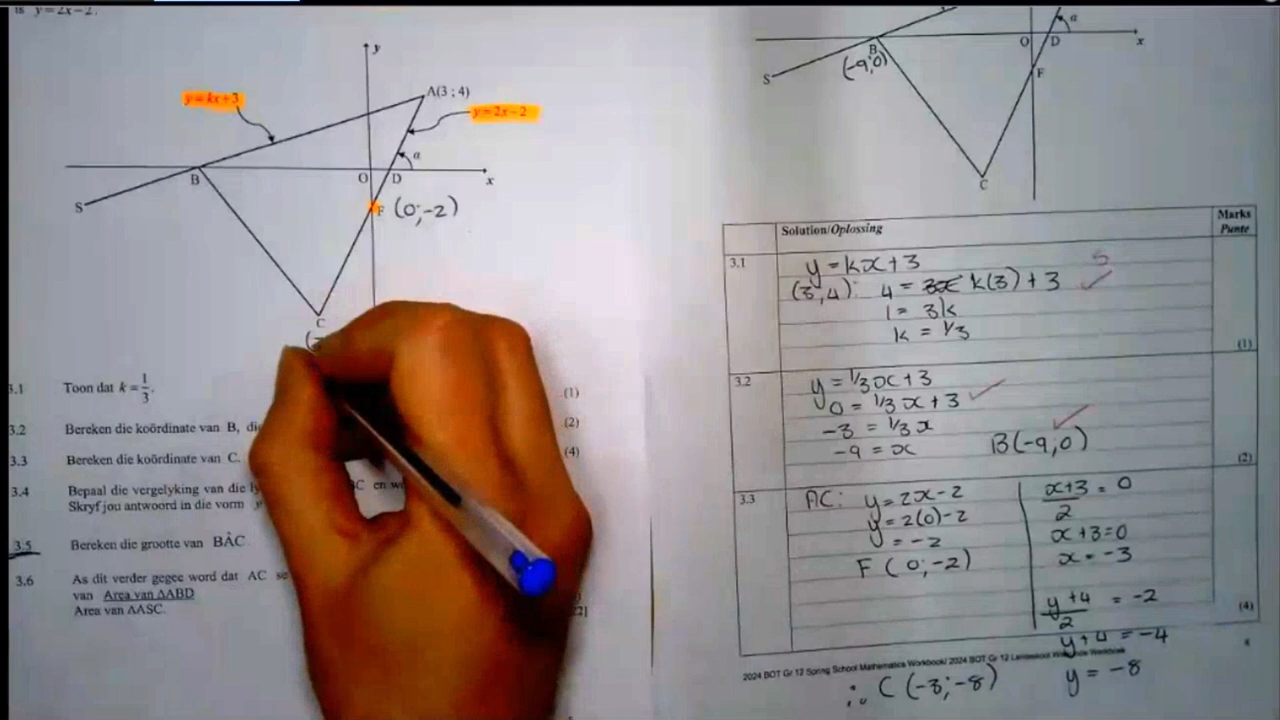 is y = 2x − 2.
y
y = kx + 3
A(3 ; 4)
y = 2x − 2
α
B
O
D
x
S
F (0;-2)
C
3.1 Toon dat k = 1/3. (1)
3.2 Bereken die koördinate van B, die (2)
3.3 Bereken die koördinate van C. (4)
3.4 Bepaal die vergelyking van die BC en
Skryf jou antwoord in die vorm y
3.5 Bereken die grootte van BÂC
3.6 As dit verder gegee word dat AC
van Area van ΔABD
Area van ΔASC.
α
B
O
D
x
S
(-9;0)
F
C
Solution/Oplossing
Marks
Punte
3.1 y = kx + 3
(3;4): 4 = k(3) + 3
1 = 3k
k = 1/3
(1)
3.2 y = 1/3x + 3
0 = 1/3x + 3
-3 = 1/3x
-9 = x B(-9;0)
(2)
3.3 AC: y = 2x - 2
y = 2(0) - 2
y = -2
F (0;-2)
x+3/2 = 0
x+3=0
x = -3
y+4/2 = -2
y+4 = -4
y = -8
(4)
2024 BOT Gr 12 Spring School Mathematics Workbook/ 2024 BOT Gr 12
∴ C (-3;-8)